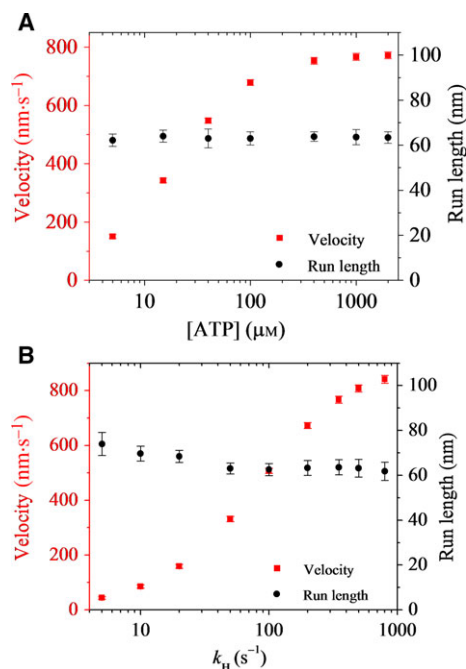 A
Velocity (nm·s⁻¹)
800
600
400
200
0
Run length (nm)
100
80
60
40
20
0
Velocity
Run length
10
100
1000
[ATP] (μM)
B
Velocity (nm·s⁻¹)
800
600
400
200
0
Run length (nm)
100
80
60
40
20
0
Velocity
Run length
10
100
1000
k_H (s⁻¹)